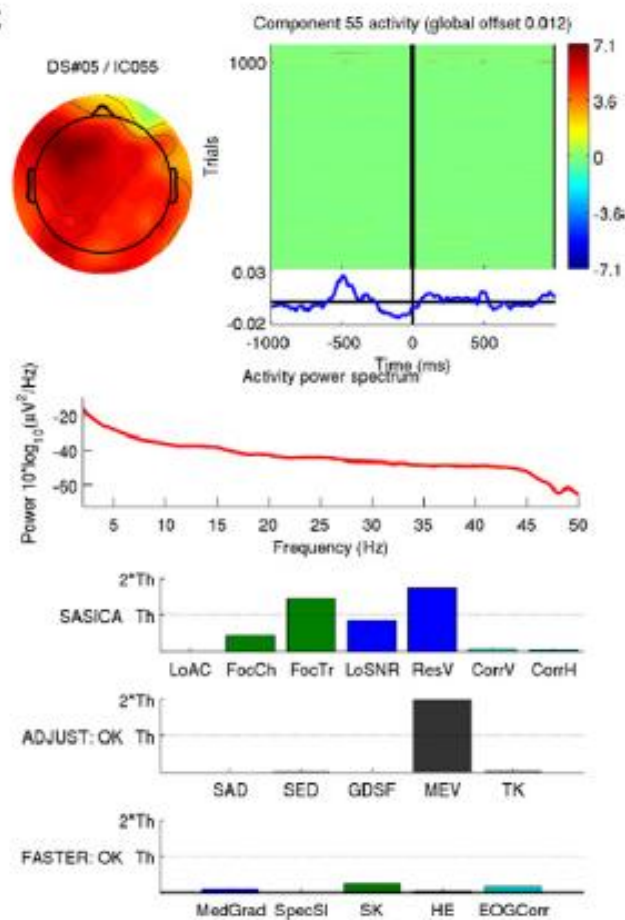 Component 55 activity (global offset 0.012)
DS#05 / IC055
Trials
1000
7.1
3.6
0
-3.6
-7.1
0.03
-0.02
-1000 -500 0 500
Time (ms)
Activity power spectrum
Power 10*log10(μV2/Hz)
-20
-40
-60
5 10 15 20 25 30 35 40 45 50
Frequency (Hz)
SASICA
2*Th
Th
LoAC FocCh FocTr LoSNR ResV CorrV CorrH
ADJUST: OK
2*Th
Th
SAD SED GDSF MEV TK
FASTER: OK
2*Th
Th
MedGrad SpecSl SK HE EOGCorr